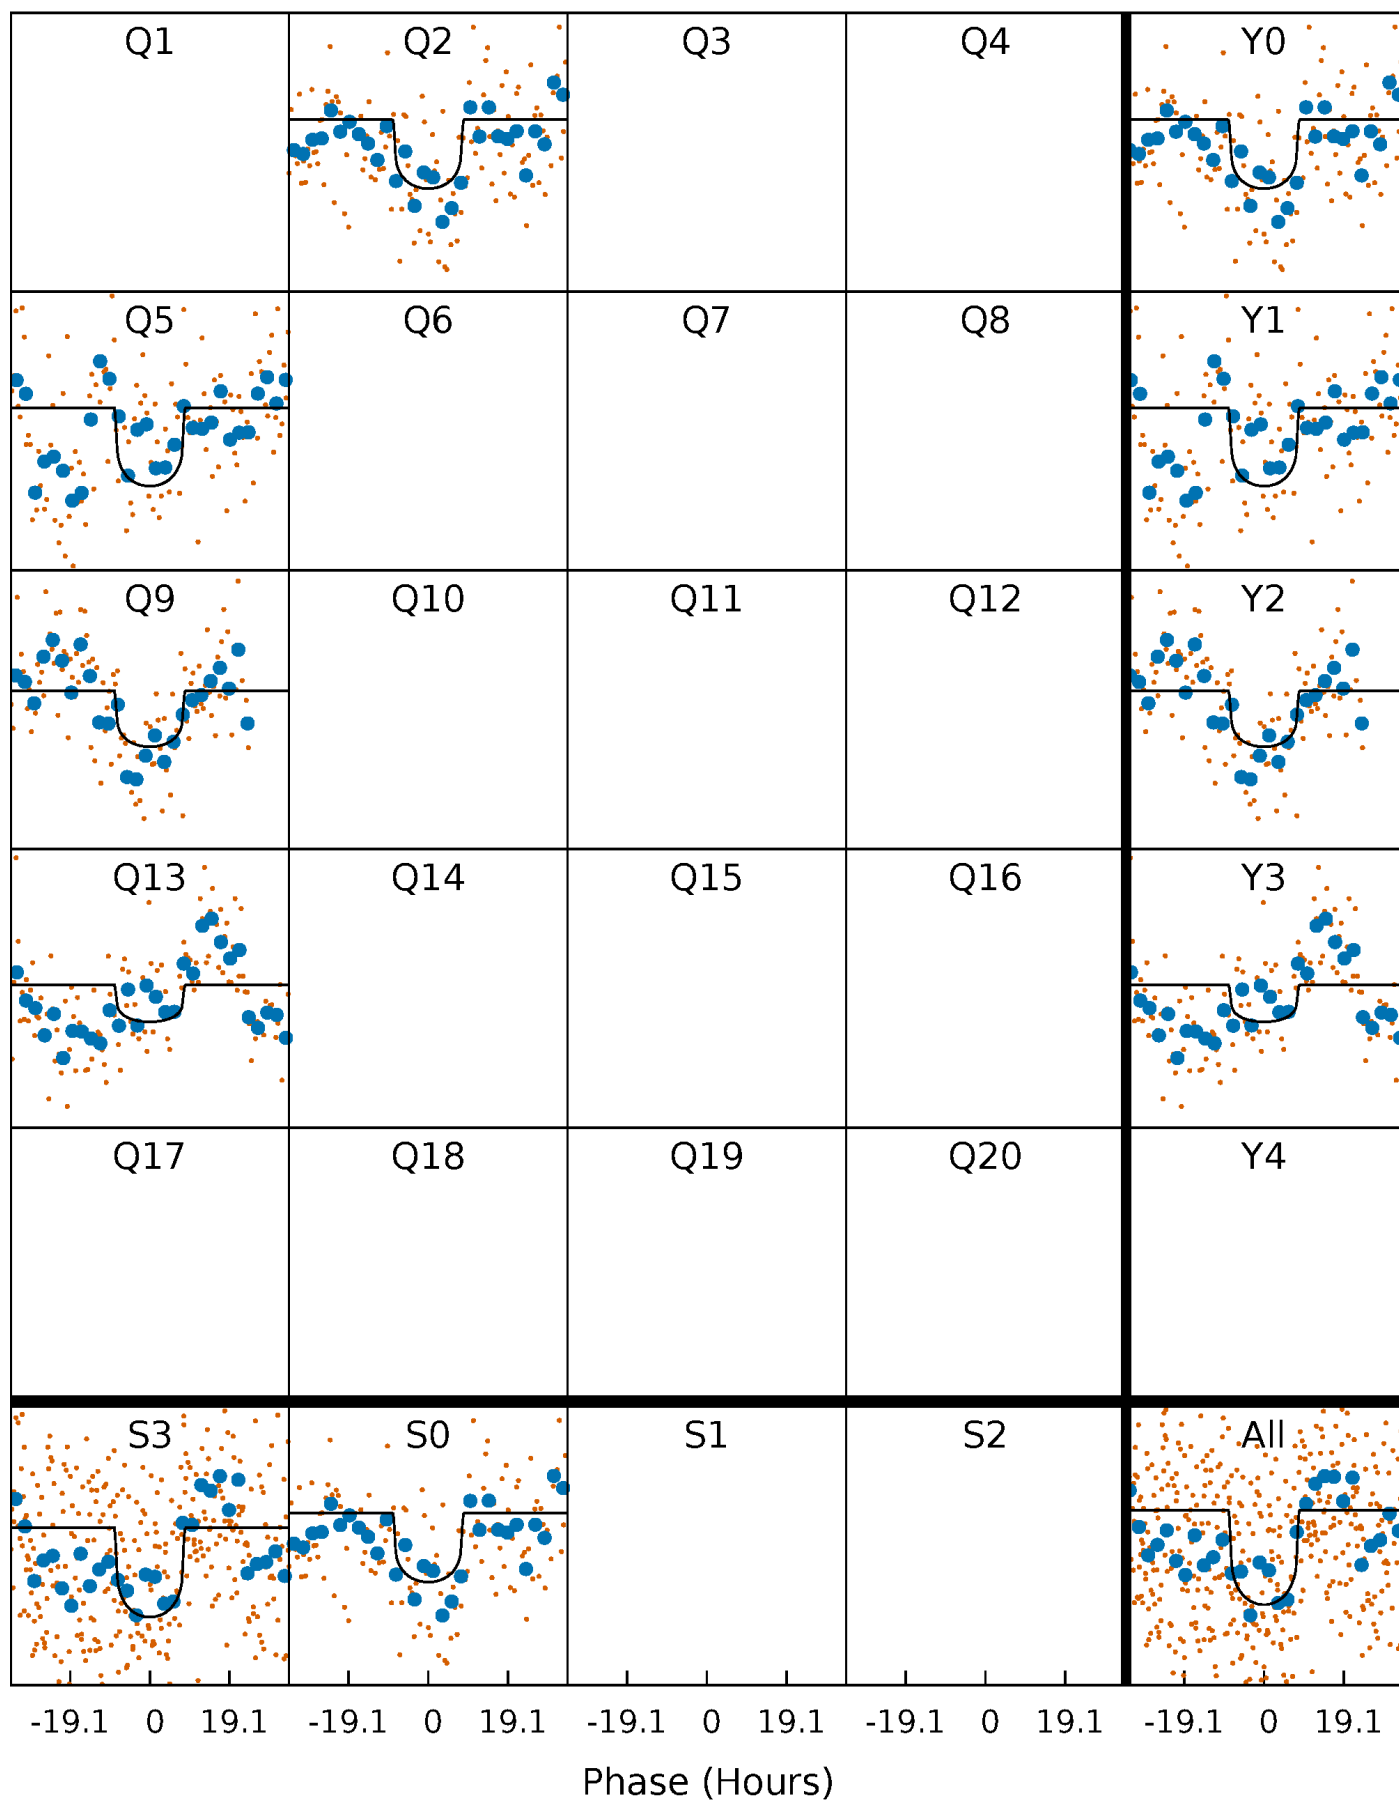 Q1 Q2 Q3 Q4 Y0
Q5 Q6 Q7 Q8 Y1
Q9 Q10 Q11 Q12 Y2
Q13 Q14 Q15 Q16 Y3
Q17 Q18 Q19 Q20 Y4
S3 S0 S1 S2 All
-19.1 0 19.1 -19.1 0 19.1 -19.1 0 19.1 -19.1 0 19.1 -19.1 0 19.1
Phase (Hours)